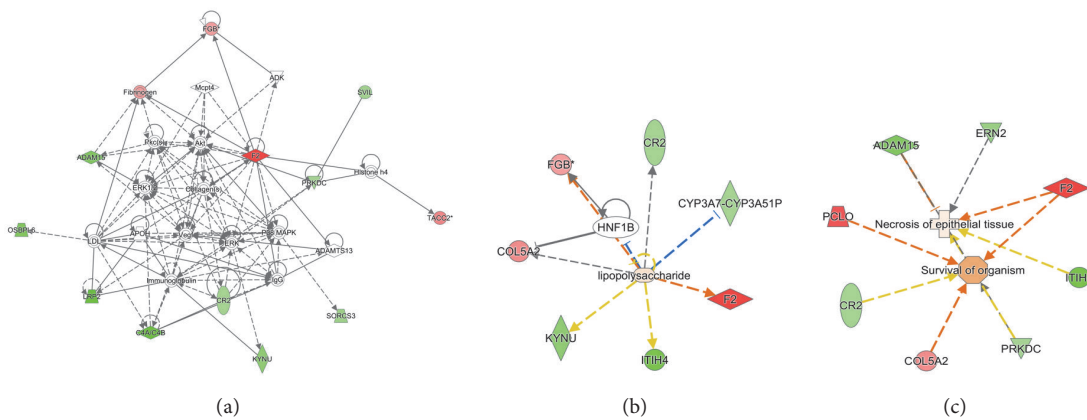 FGB*
ADK
Fibrinogen
Mcpt4
SVIL
Pkc(s)
Akt
ADAM15
F2
PRKDC
Histone h4
ERK1
Collagen(s)
TACC2*
OSBPL6
LDL
APOH
Vegf
ERK
P38 MAPK
ADAMTS13
Immunoglobulin
IgG
LRP2
CR2
SORCS3
C4A/C4B
KYNU
(a)
CR2
FGB*
CYP3A7-CYP3A51P
HNF1B
COL5A2
lipopolysaccharide
F2
KYNU
ITIH4
(b)
ERN2
ADAM15
F2
PCLO
Necrosis of epithelial tissue
Survival of organism
ITIH
CR2
PRKDC
COL5A2
(c)